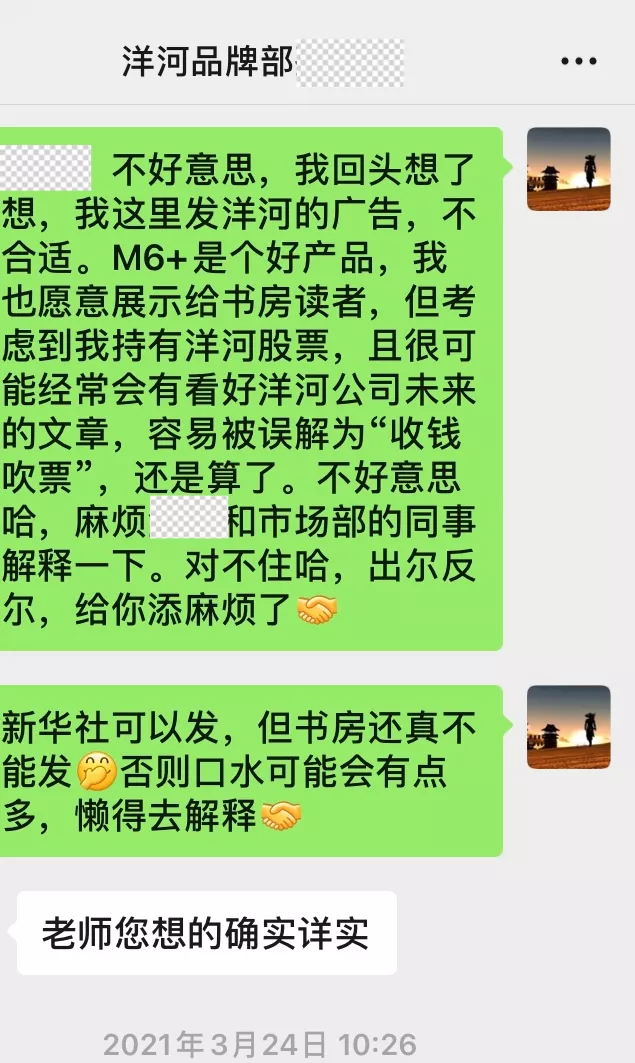 洋河品牌部
不好意思，我回头想了
想，我这里发洋河的广告，不
合适。M6+是个好产品，我
也愿意展示给书房读者，但考
虑到我持有洋河股票，且很可
能经常会有看好洋河公司未来
的文章，容易被误解为“收钱
吹票”，还是算了。不好意思
哈，麻烦和市场部的同事
解释一下。对不住哈，出尔反
尔，给你添麻烦了🤝
新华社可以发，但书房还真不
能发🤭否则口水可能会有点
多，懒得去解释🤝
老师您想的确实详实
2021年3月24日 10:26